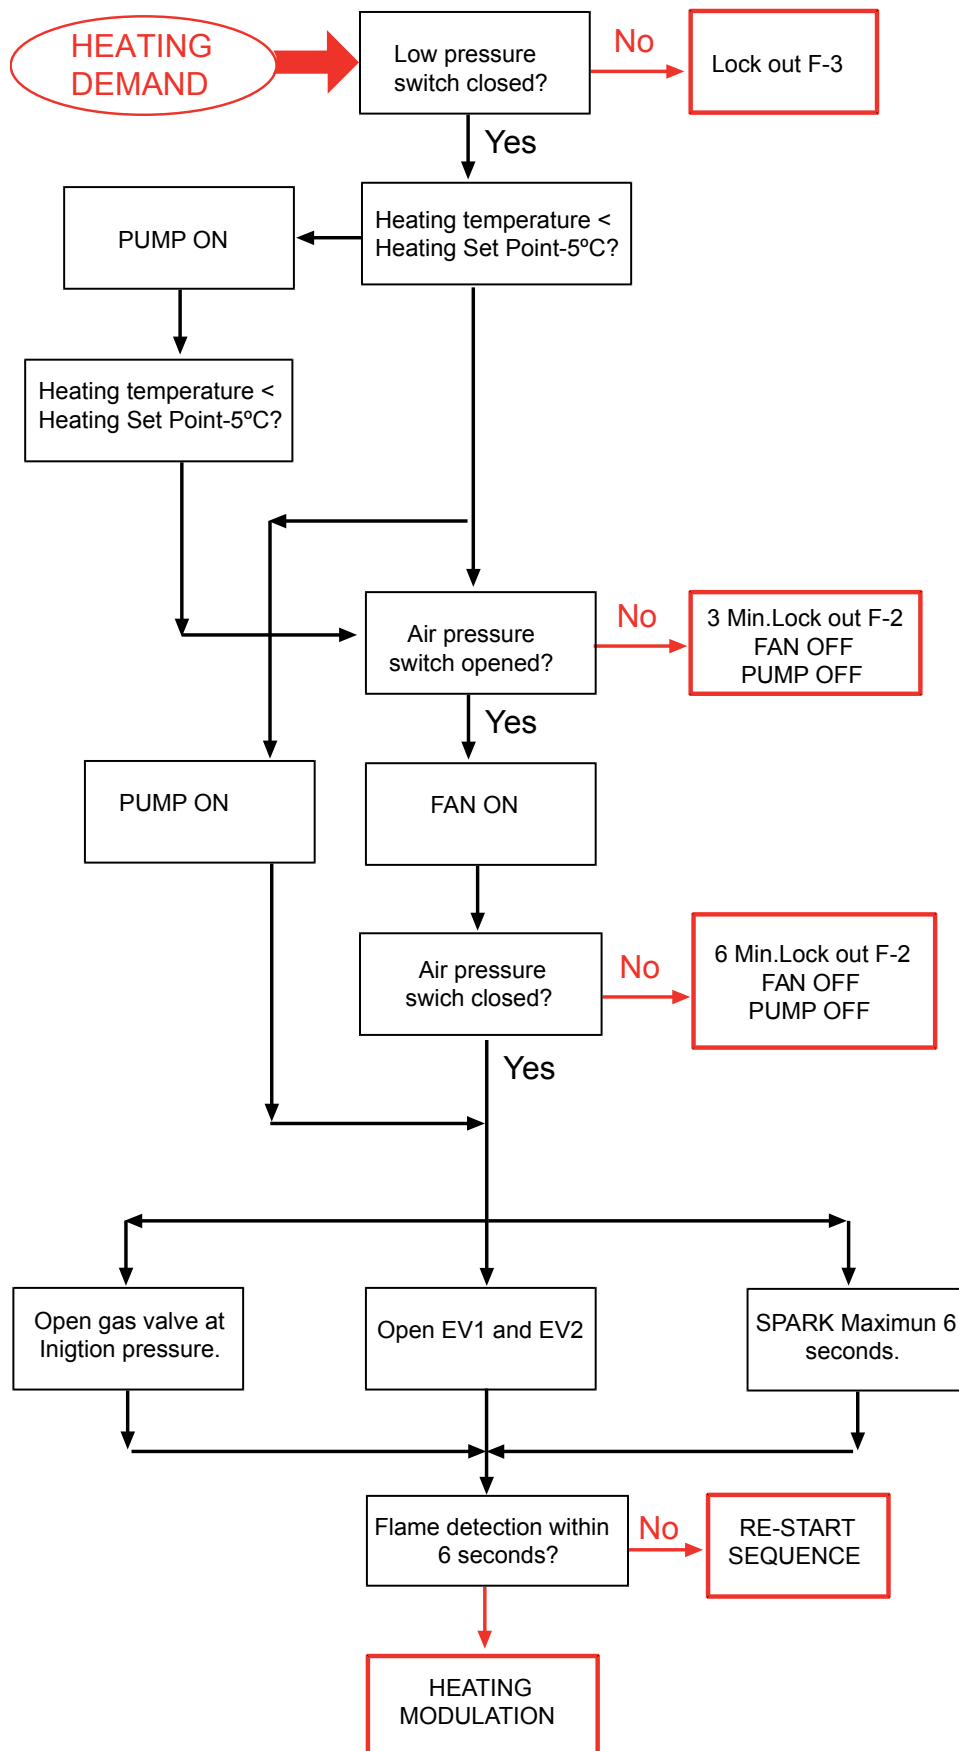 HEATING
DEMAND
Low pressure
switch closed?
No
Lock out F-3
Yes
PUMP ON
Heating temperature <
Heating Set Point-5ºC?
Heating temperature <
Heating Set Point-5ºC?
Air pressure
switch opened?
No
3 Min.Lock out F-2
FAN OFF
PUMP OFF
Yes
PUMP ON
FAN ON
Air pressure
swich closed?
No
6 Min.Lock out F-2
FAN OFF
PUMP OFF
Yes
Open gas valve at
Inigtion pressure.
Open EV1 and EV2
SPARK Maximun 6
seconds.
Flame detection within
6 seconds?
No
RE-START
SEQUENCE
HEATING
MODULATION